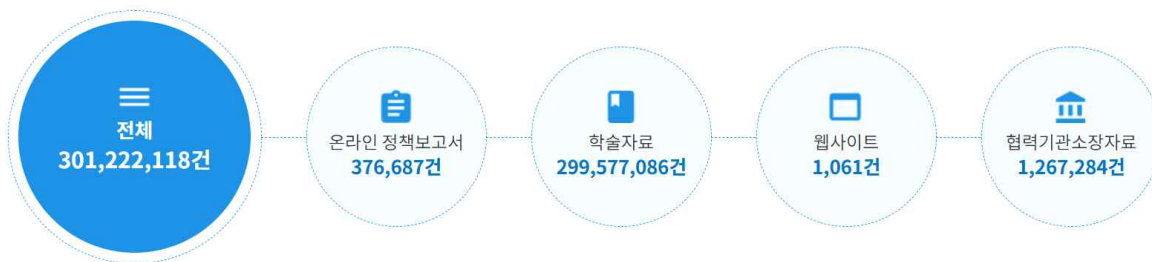 전체
301,222,118건
온라인 정책보고서
376,687건
학술자료
299,577,086건
웹사이트
1,061건
협력기관소장자료
1,267,284건